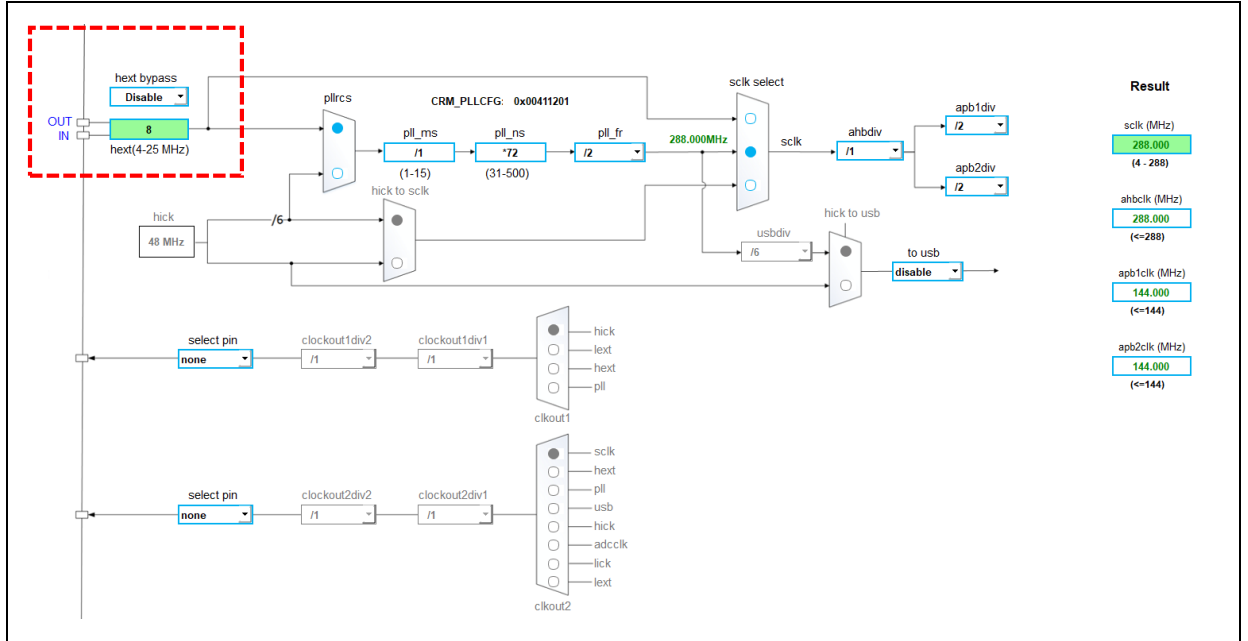 hext bypass
Disable
OUT
IN
8
hext(4-25 MHz)
pllrcs
CRM_PLLCFG: 0x00411201
pll_ms
/1
(1-15)
pll_ns
*72
(31-500)
pll_fr
/2
288.000MHz
sclk select
sclk
ahbdiv
/1
apb1div
/2
apb2div
/2
hick
48 MHz
/6
hick to sclk
usbdiv
/6
hick to usb
to usb
disable
Result
sclk (MHz)
288.000
(4 - 288)
ahbclk (MHz)
288.000
(<=288)
apb1clk (MHz)
144.000
(<=144)
apb2clk (MHz)
144.000
(<=144)
select pin
none
clockout1div2
/1
clockout1div1
/1
hick
lext
hext
pll
clkout1
select pin
none
clockout2div2
/1
clockout2div1
/1
sclk
hext
pll
usb
hick
adcclk
lick
lext
clkout2